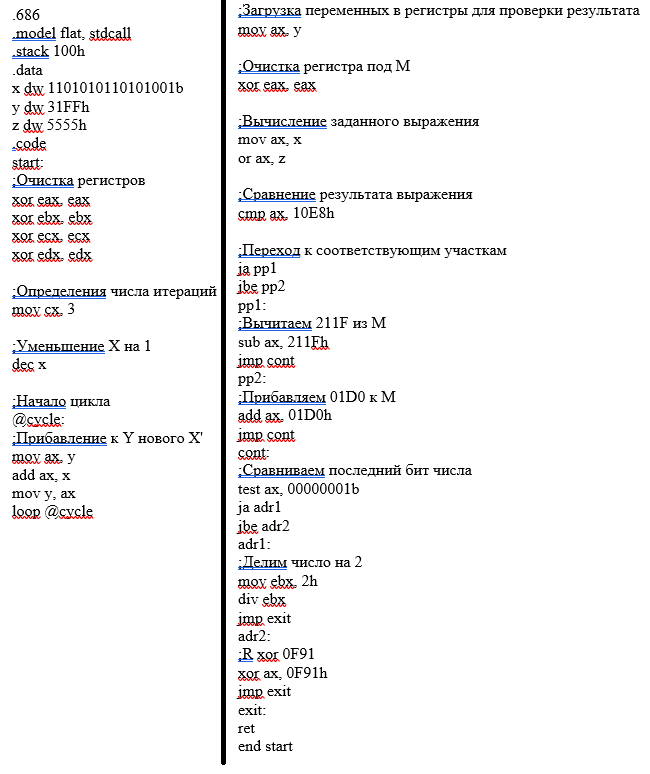 .686
.model flat, stdcall
.stack 100h
.data
x dw 1101010110101001b
y dw 31FFh
z dw 5555h
.code
start:
;Очистка регистров
xor eax, eax
xor ebx, ebx
xor ecx, ecx
xor edx, edx
;Определения числа итераций
mov cx, 3
;Уменьшение X на 1
dec x
;Начало цикла
@cycle:
;Прибавление к Y нового X'
mov ax, y
add ax, x
mov y, ax
loop @cycle
;Загрузка переменных в регистры для проверки результата
mov ax, y
;Очистка регистра под M
xor eax, eax
;Вычисление заданного выражения
mov ax, x
or ax, z
;Сравнение результата выражения
cmp ax, 10E8h
;Переход к соответствующим участкам
ja pp1
jbe pp2
pp1:
;Вычитаем 211F из M
sub ax, 211Fh
jmp cont
pp2:
;Прибавляем 01D0 к M
add ax, 01D0h
jmp cont
cont:
;Сравниваем последний бит числа
test ax, 00000001b
ja adr1
jbe adr2
adr1:
;Делим число на 2
mov ebx, 2h
div ebx
jmp exit
adr2:
;R xor 0F91
xor ax, 0F91h
jmp exit
exit:
ret
end start